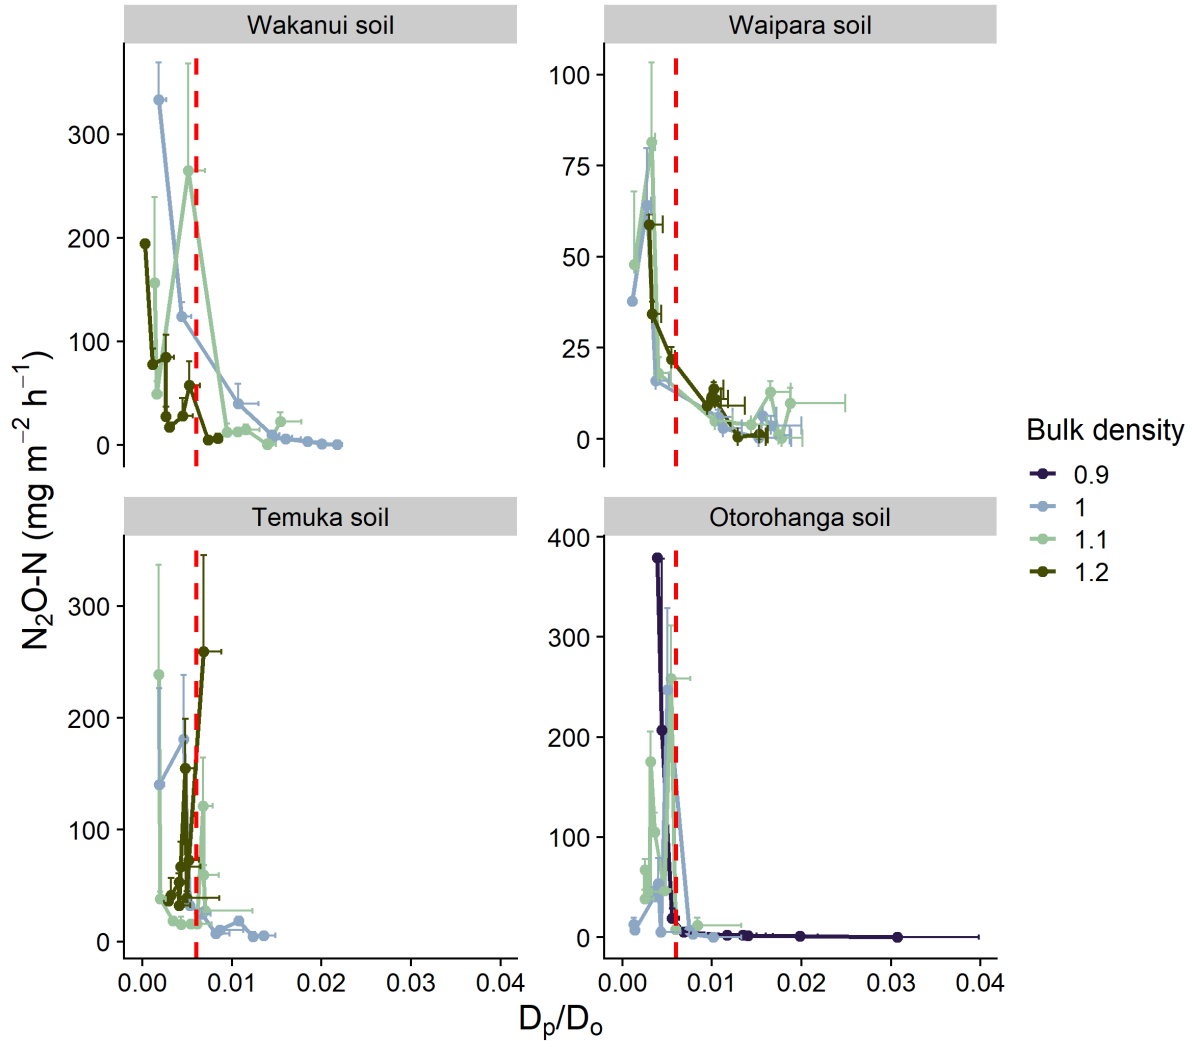 Wakanui soil
Waipara soil
300
200
100
0
100
75
50
25
0
N₂O-N (mg m⁻² h⁻¹)
Temuka soil
Otorohanga soil
300
200
100
0
400
300
200
100
0
0.00 0.01 0.02 0.03 0.04
0.00 0.01 0.02 0.03 0.04
Dₚ/Dₒ
Bulk density
0.9
1
1.1
1.2